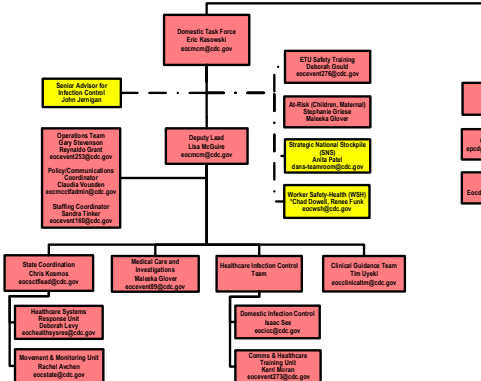 Domestic Task Force
Eric Kasowski
eocmcm@cdc.gov
Senior Advisor for
Infection Control
John Jernigan
ETU Safety Training
Deborah Gould
eocevent276@cdc.gov
At-Risk (Children, Maternal)
Stephanie Griese
Maleeka Glover
Strategic National Stockpile
(SNS)
Anita Patel
dsns-teamroom@cdc.gov
Worker Safety-Health (WSH)
*Chad Dowell, Renee Funk
eocwsh@cdc.gov
Operations Team
Gary Stevenson
Reynaldo Grant
eocevent253@cdc.gov
Policy/Communications
Coordinator
Claudia Vousden
eocmcctfadmin@cdc.gov
Staffing Coordinator
Sandra Tinker
eocevent160@cdc.gov
Deputy Lead
Lisa McGuire
eocmcm@cdc.gov
State Coordination
Chris Kosmos
eocsctflead@cdc.gov
Medical Care and
Investigations
Maleeka Glover
eocevent89@cdc.gov
Healthcare Infection Control
Team
Clinical Guidance Team
Tim Uyeki
eocclinicaltm@cdc.gov
Healthcare Systems
Response Unit
Deborah Levy
eochealthsysres@cdc.gov
Movement & Monitoring Unit
Rachel Avchen
eocstate@cdc.gov
Domestic Infection Control
Isaac See
eocicc@cdc.gov
Comms & Healthcare
Training Unit
Kerri Moran
eocevent273@cdc.gov